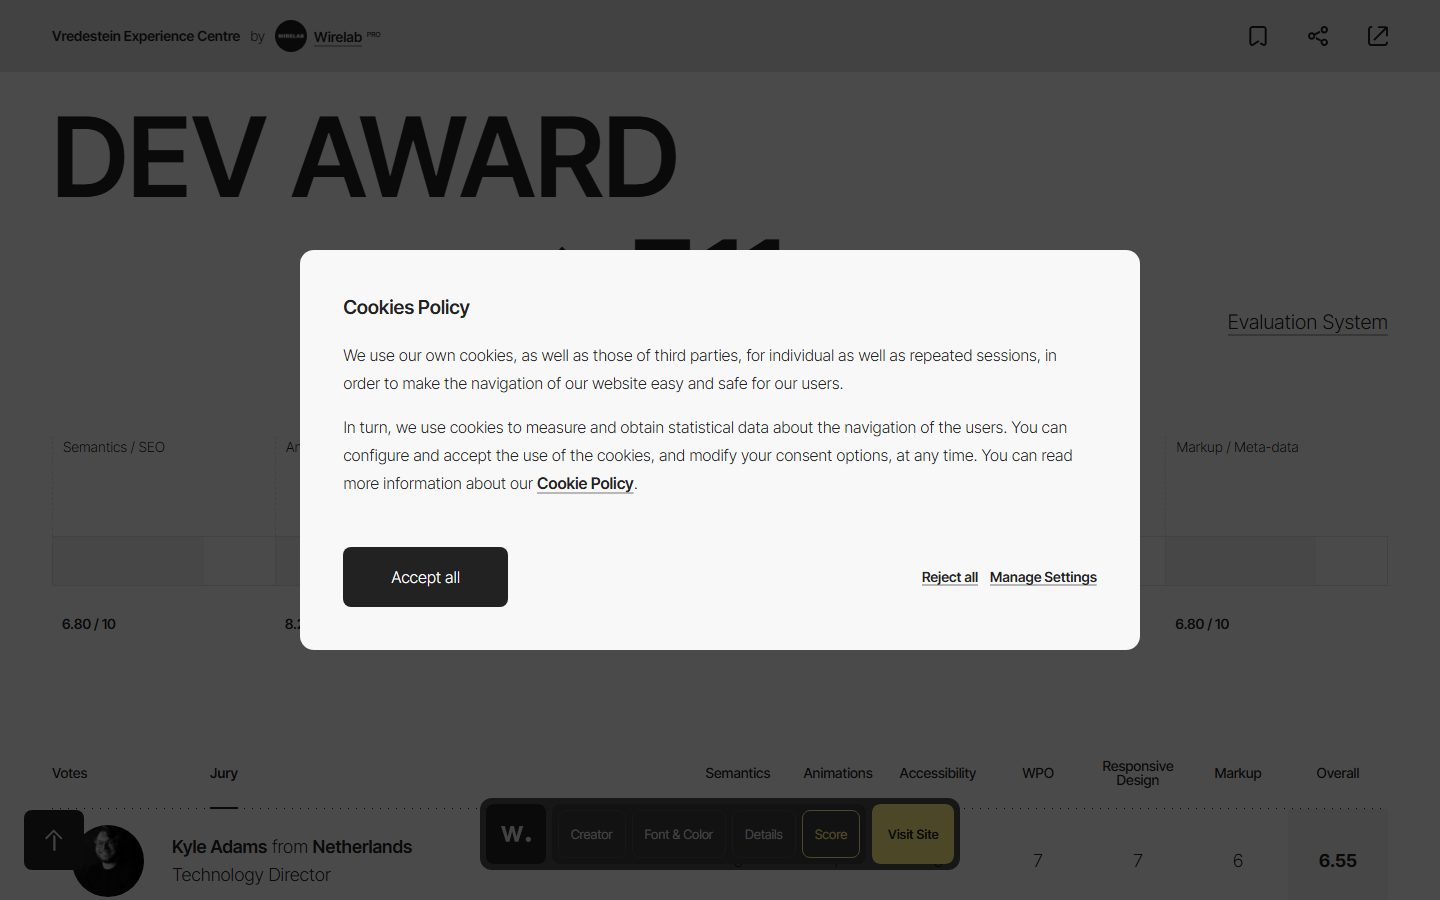 Vredestein Experience Centre by WIRELAB Wirelab PRO
DEV AWARD
Evaluation System
Cookies Policy
We use our own cookies, as well as those of third parties, for individual as well as repeated sessions, in
order to make the navigation of our website easy and safe for our users.
In turn, we use cookies to measure and obtain statistical data about the navigation of the users. You can
configure and accept the use of the cookies, and modify your consent options, at any time. You can read
more information about our Cookie Policy.
Accept all
Reject all Manage Settings
Semantics / SEO
Markup / Meta-data
6.80 / 10
6.80 / 10
Votes Jury Semantics Animations Accessibility WPO Responsive Design Markup Overall
Kyle Adams from Netherlands
Technology Director
7 7 6 6.55
W. Creator Font & Color Details Score Visit Site